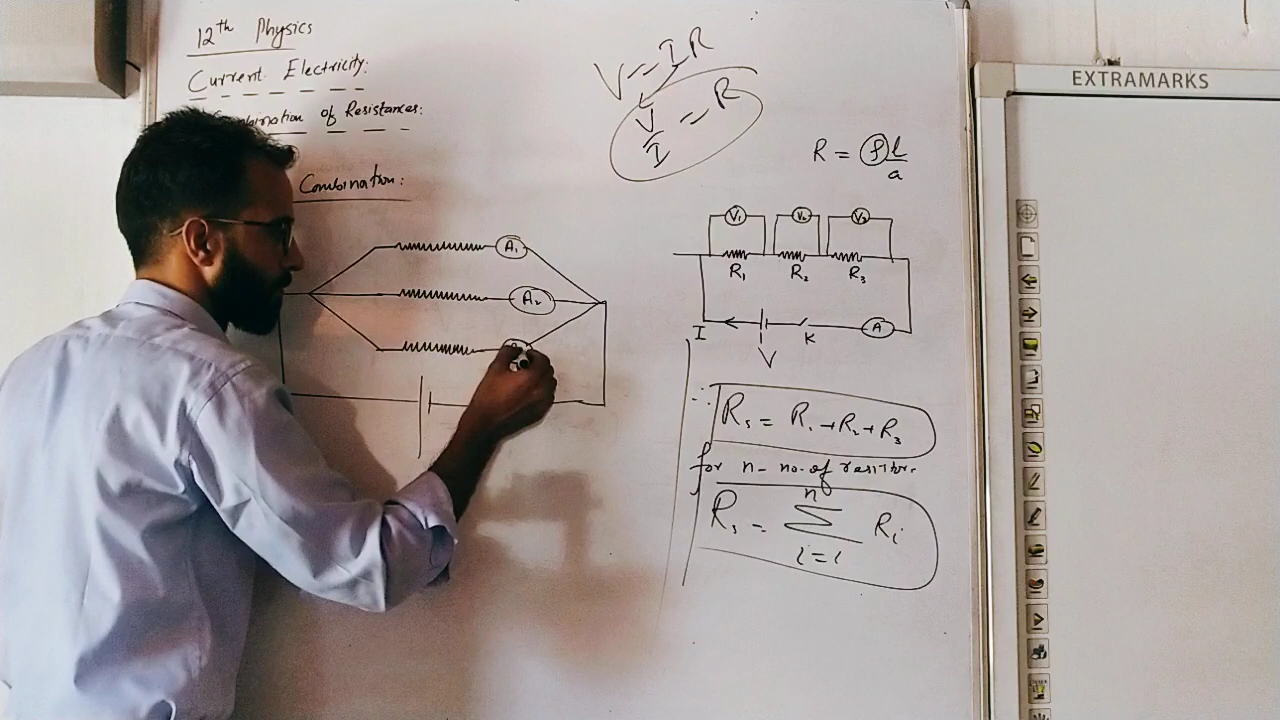 12th Physics
Current Electricity:
of Resistances:
Combination:
A1
A2
V = IR
V/I = R
R = ρ l/a
V1 V2 V3
R1 R2 R3
I
K
A
V
∴ Rs = R1 + R2 + R3
for n- no. of resistors
Rs = n Σ i=1 Ri
EXTRAMARKS